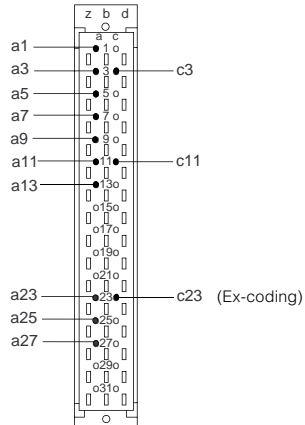 z b d
a c
a1 1
a3 3 c3
a5 5
a7 7
a9 9
a11 11 c11
a13 13
15
17
19
21
a23 23 c23 (Ex-coding)
a25 25
a27 27
29
31